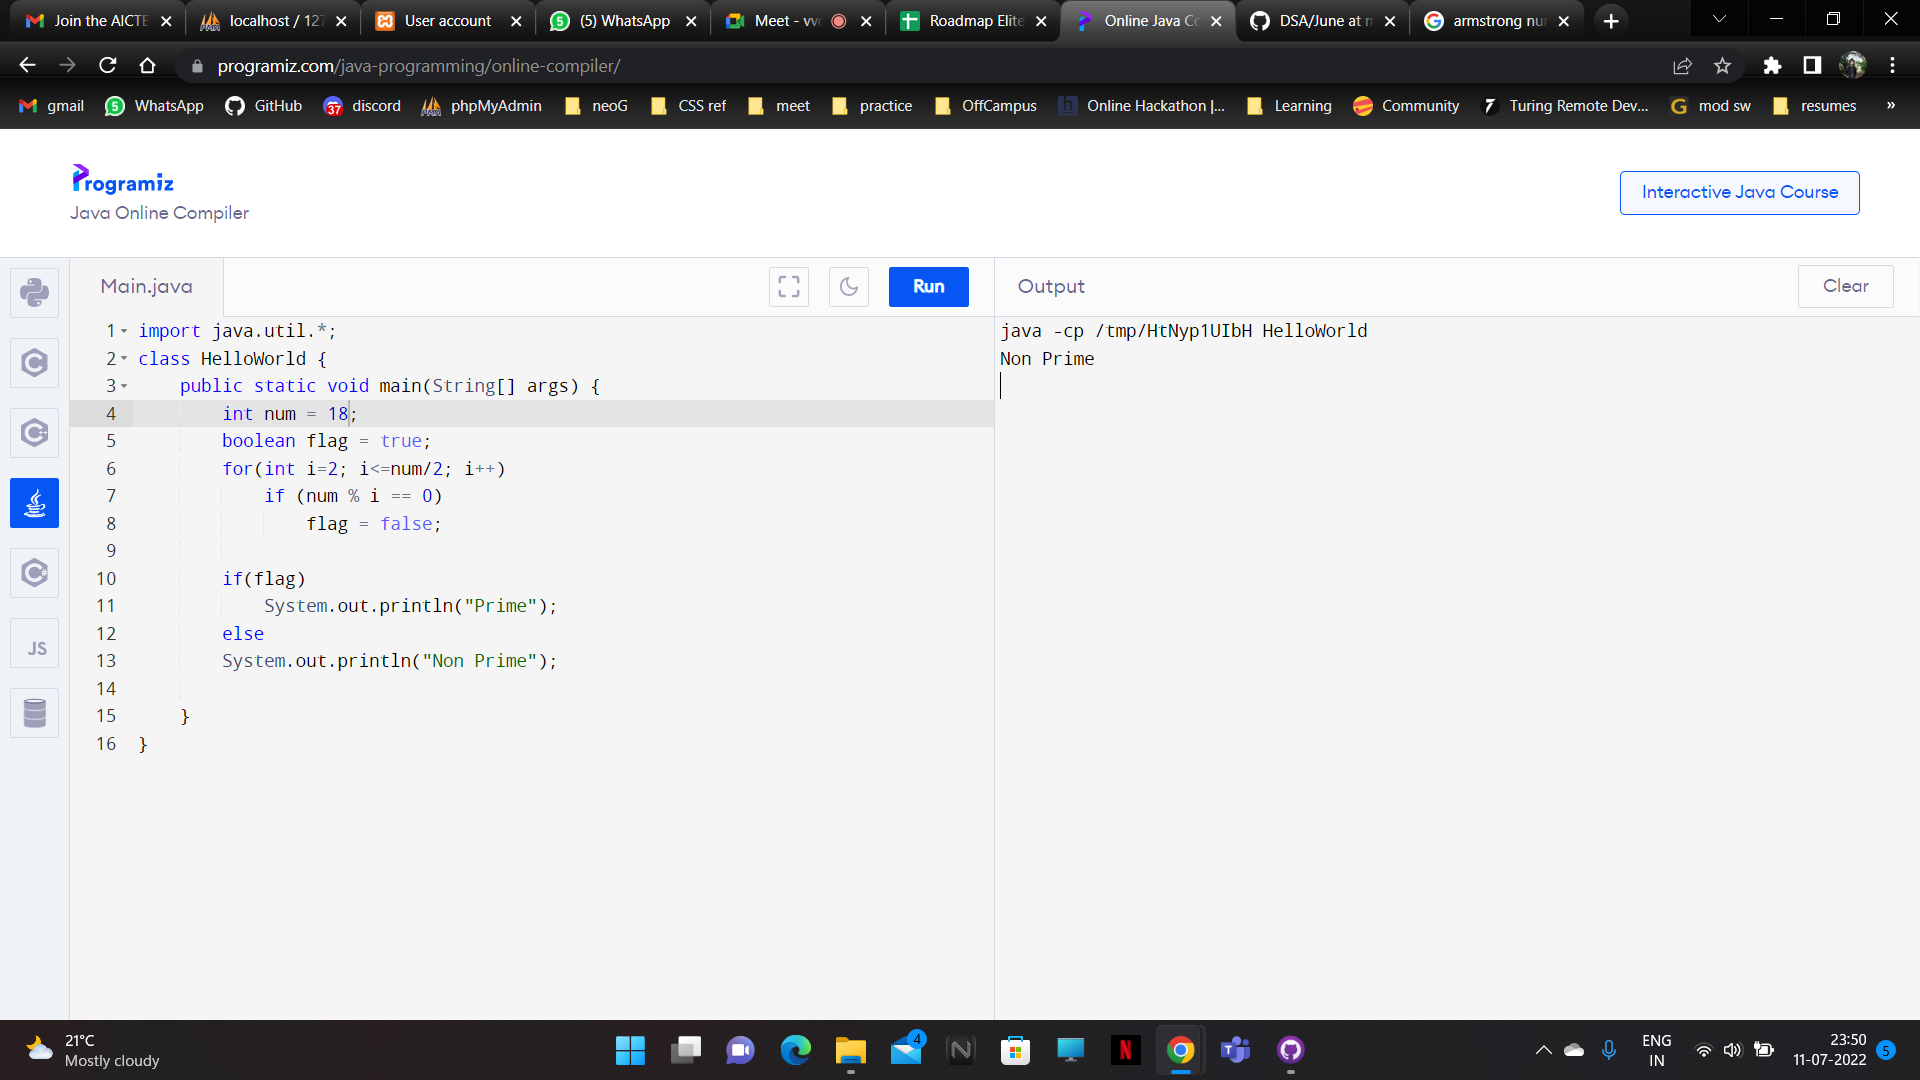 Join the AICTE
localhost / 127
User account
(5) WhatsApp
Meet - vvc
Roadmap Elite
Online Java Co
DSA/June at m
armstrong nu
programiz.com/java-programming/online-compiler/
gmail
5 WhatsApp
GitHub
37 discord
phpMyAdmin
neoG
CSS ref
meet
practice
OffCampus
h Online Hackathon |...
Learning
Community
Turing Remote Dev...
G mod sw
resumes
»
Programiz
Java Online Compiler
Interactive Java Course
Main.java
Run
Output
Clear
1 import java.util.*;
2 class HelloWorld {
3 public static void main(String[] args) {
4 int num = 18;
5 boolean flag = true;
6 for(int i=2; i<=num/2; i++)
7 if (num % i == 0)
8 flag = false;
9
10 if(flag)
11 System.out.println("Prime");
12 else
13 System.out.println("Non Prime");
14
15 }
16 }
java -cp /tmp/HtNyp1UIbH HelloWorld
Non Prime
JS
21°C
Mostly cloudy
4
ENG
IN
23:50
11-07-2022
5